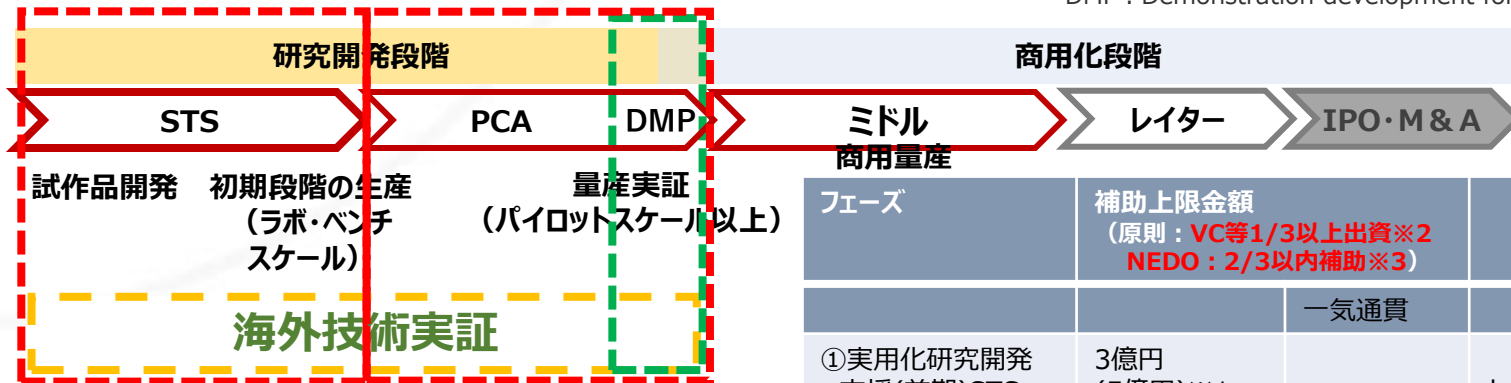 DMP : Demonstration development for
研究開発段階
商用化段階
STS
PCA
DMP
ミドル
レイター
IPO・M & A
商用量産
試作品開発
初期段階の生産
(ラボ・ベンチ
スケール)
量産実証
(パイロットスケール以上)
フェーズ
補助上限金額
(原則:VC等1/3以上出資※2
NEDO:2/3以内補助※3)
一気通貫
海外技術実証
①実用化研究開発
3億円